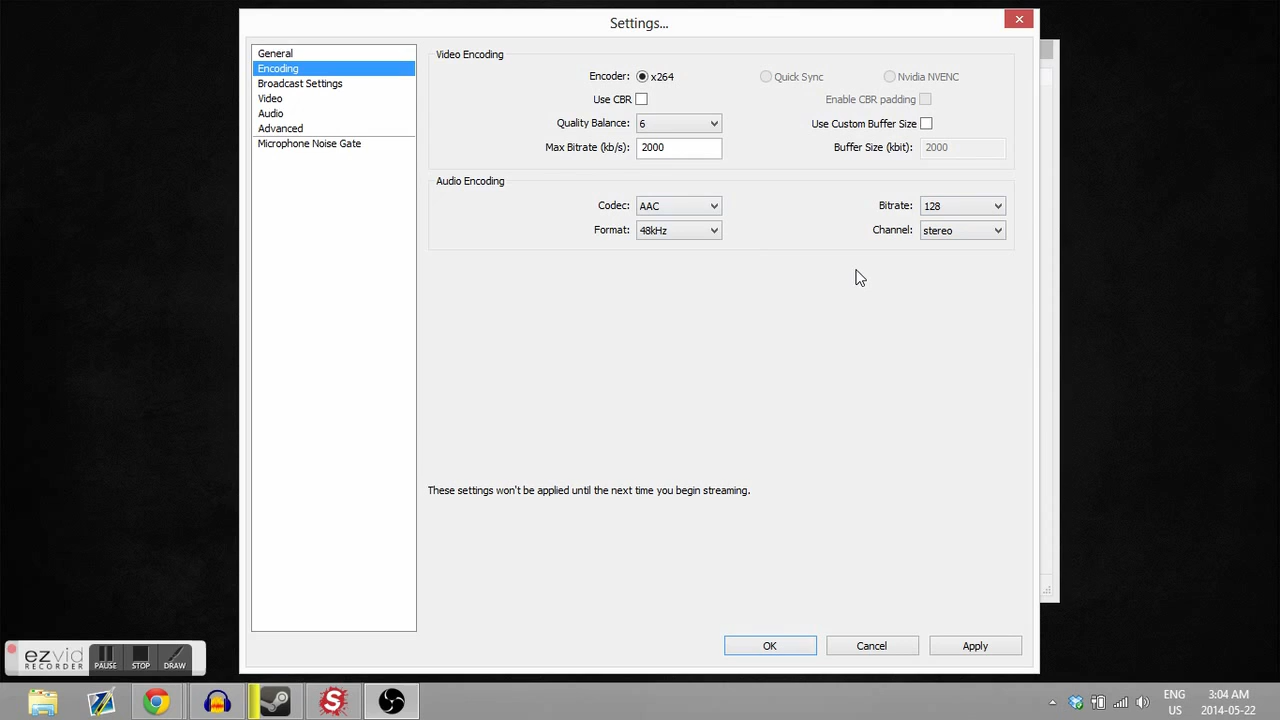 Settings...
General
Encoding
Broadcast Settings
Video
Audio
Advanced
Microphone Noise Gate
Video Encoding
Encoder: x264 Quick Sync Nvidia NVENC
Use CBR Enable CBR padding
Quality Balance: 6 Use Custom Buffer Size
Max Bitrate (kb/s): 2000 Buffer Size (kbit): 2000
Audio Encoding
Codec: AAC Bitrate: 128
Format: 48kHz Channel: stereo
These settings won't be applied until the next time you begin streaming.
OK Cancel Apply
ezvid
RECORDER
PAUSE STOP DRAW
ENG 3:04 AM
US 2014-05-22